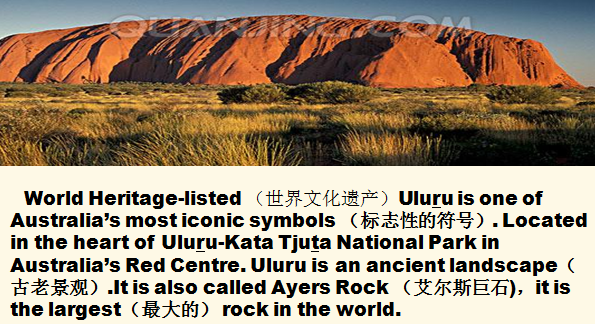 QUANJING.COM
World Heritage-listed （世界文化遗产）Uluṟu is one of
Australia’s most iconic symbols （标志性的符号）. Located
in the heart of Uluṟu-Kata Tjuṯa National Park in
Australia’s Red Centre. Uluru is an ancient landscape（
古老景观）.It is also called Ayers Rock （艾尔斯巨石)，it is
the largest（最大的）rock in the world.